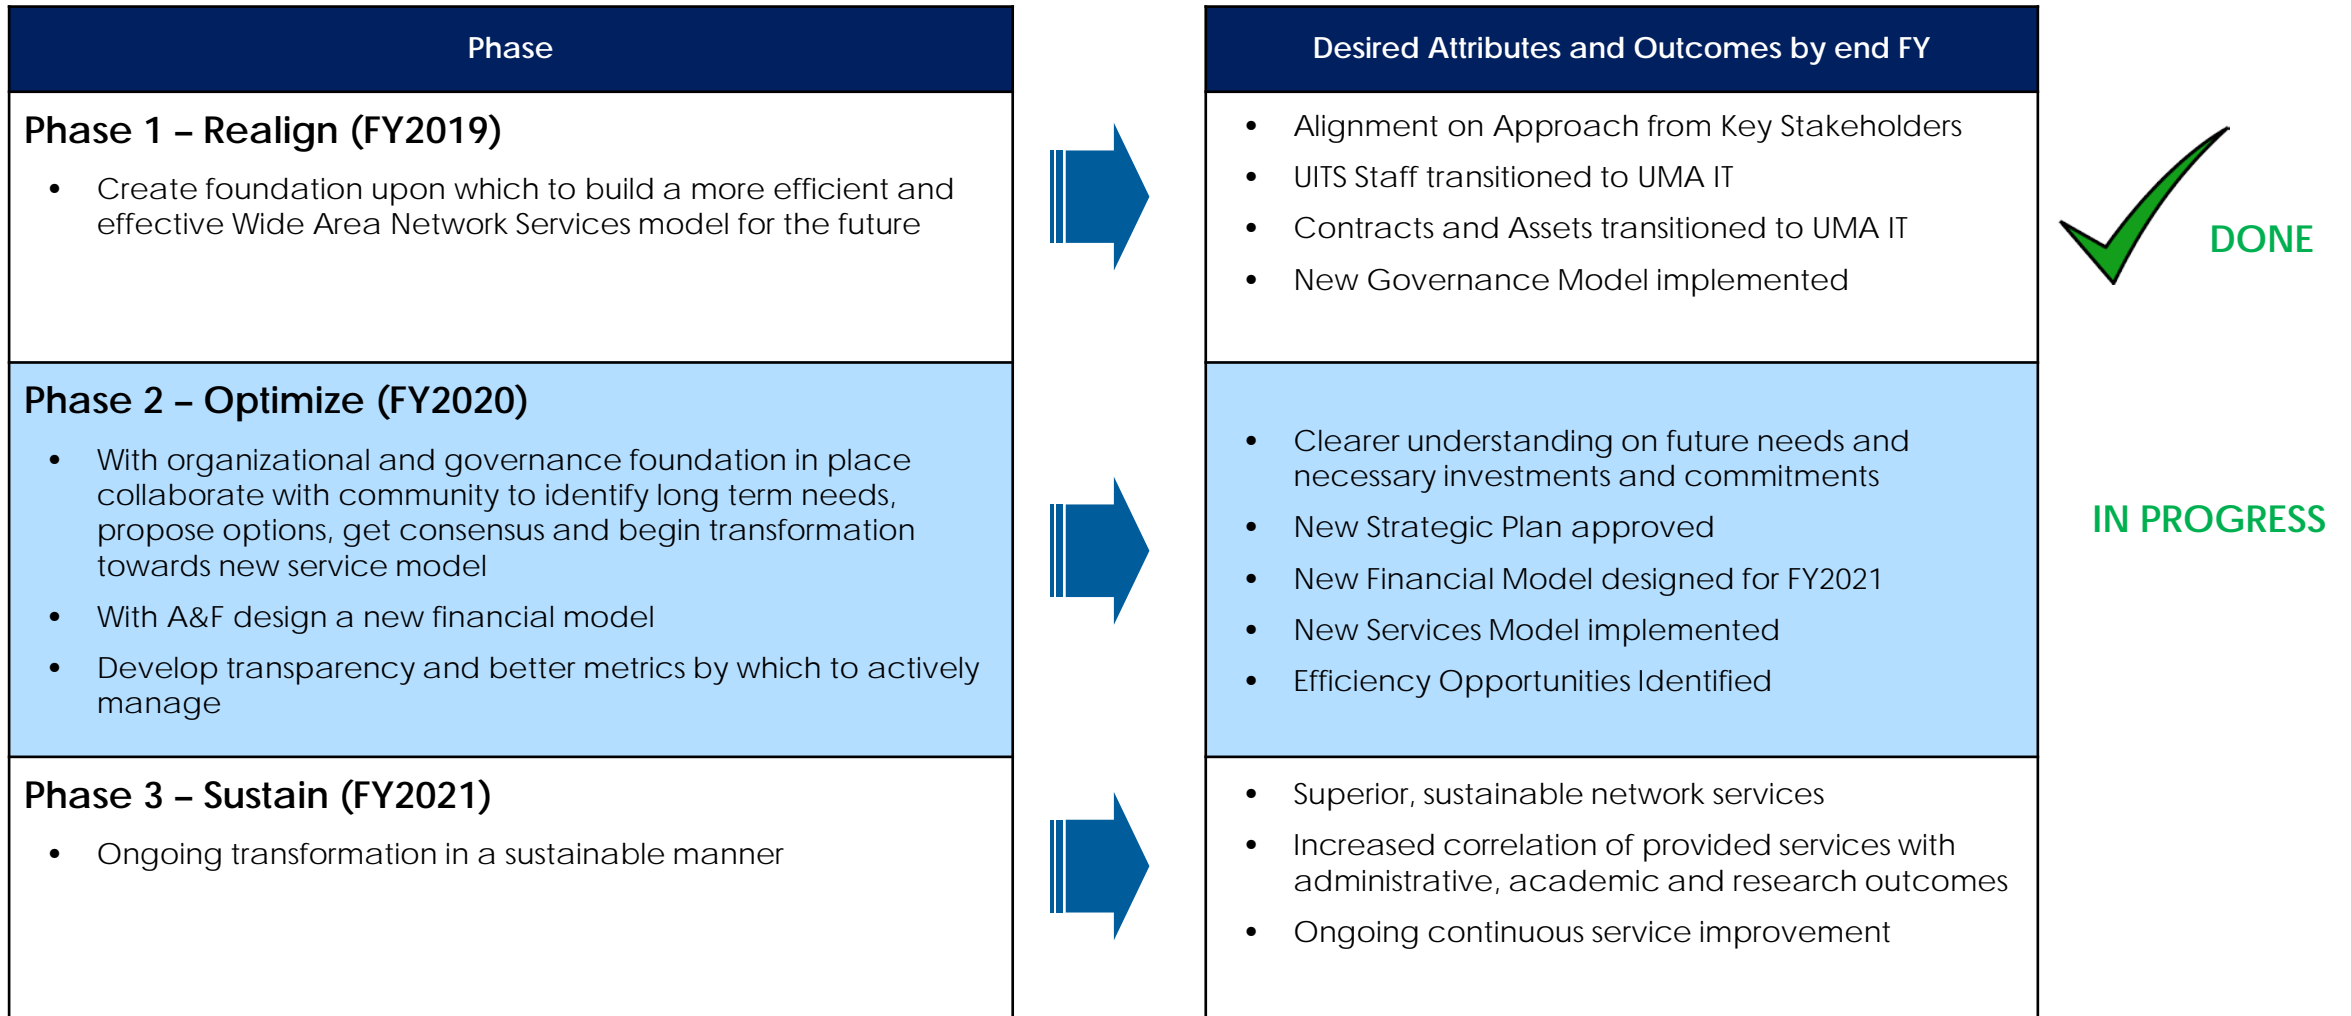 Phase
Desired Attributes and Outcomes by end FY
Phase 1 – Realign (FY2019)
• Create foundation upon which to build a more efficient and
effective Wide Area Network Services model for the future
• Alignment on Approach from Key Stakeholders
• UITS Staff transitioned to UMA IT
• Contracts and Assets transitioned to UMA IT
• New Governance Model implemented
DONE
Phase 2 – Optimize (FY2020)
• With organizational and governance foundation in place
collaborate with community to identify long term needs,
propose options, get consensus and begin transformation
towards new service model
• With A&F design a new financial model
• Develop transparency and better metrics by which to actively
manage
• Clearer understanding on future needs and
necessary investments and commitments
• New Strategic Plan approved
• New Financial Model designed for FY2021
• New Services Model implemented
• Efficiency Opportunities Identified
IN PROGRESS
Phase 3 – Sustain (FY2021)
• Ongoing transformation in a sustainable manner
• Superior, sustainable network services
• Increased correlation of provided services with
administrative, academic and research outcomes
• Ongoing continuous service improvement